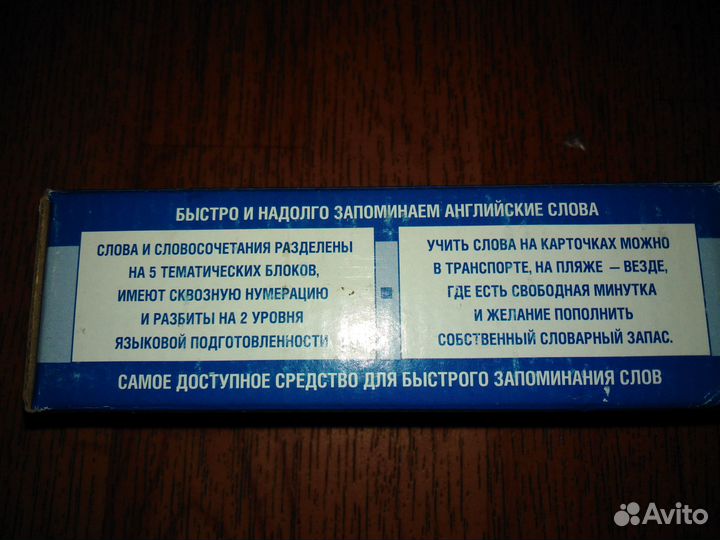 БЫСТРО И НАДОЛГО ЗАПОМИНАЕМ АНГЛИЙСКИЕ СЛОВА
СЛОВА И СЛОВОСОЧЕТАНИЯ РАЗДЕЛЕНЫ
НА 5 ТЕМАТИЧЕСКИХ БЛОКОВ,
ИМЕЮТ СКВОЗНУЮ НУМЕРАЦИЮ
И РАЗБИТЫ НА 2 УРОВНЯ
ЯЗЫКОВОЙ ПОДГОТОВЛЕННОСТИ
УЧИТЬ СЛОВА НА КАРТОЧКАХ МОЖНО
В ТРАНСПОРТЕ, НА ПЛЯЖЕ — ВЕЗДЕ,
ГДЕ ЕСТЬ СВОБОДНАЯ МИНУТКА
И ЖЕЛАНИЕ ПОПОЛНИТЬ
СОБСТВЕННЫЙ СЛОВАРНЫЙ ЗАПАС.
САМОЕ ДОСТУПНОЕ СРЕДСТВО ДЛЯ БЫСТРОГО ЗАПОМИНАНИЯ СЛОВ
Avito